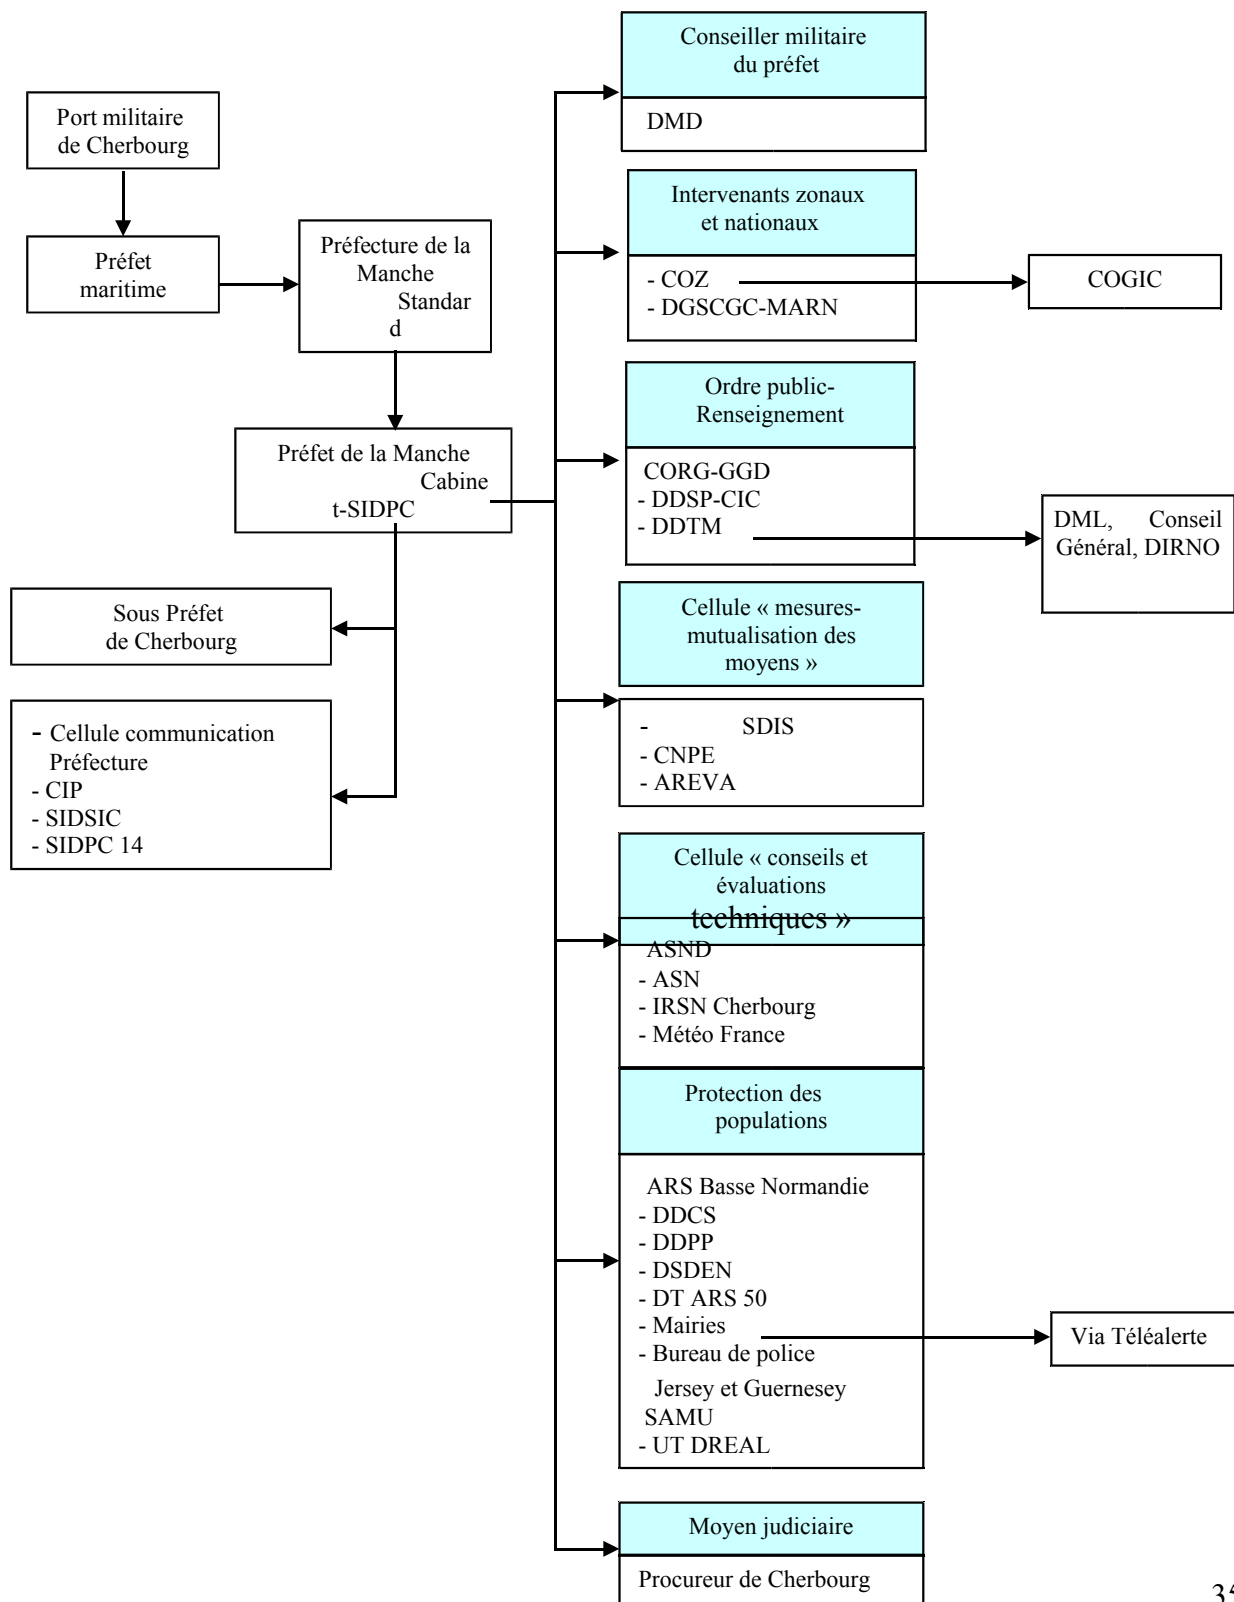 Port militaire
de Cherbourg
Préfet
maritime
Préfecture de la
Manche
Standar
d
Préfet de la Manche
Cabine
t-SIDPC
Sous Préfet
de Cherbourg
- Cellule communication
Préfecture
- CIP
- SIDSIC
- SIDPC 14
Conseiller militaire
du préfet
DMD
Intervenants zonaux
et nationaux
- COZ
- DGSCGC-MARN
COGIC
Ordre public-
Renseignement
CORG-GGD
- DDSP-CIC
- DDTM
DML, Conseil
Général, DIRNO
Cellule « mesures-
mutualisation des
moyens »
- SDIS
- CNPE
- AREVA
Cellule « conseils et
évaluations
techniques »
ASND
- ASN
- IRSN Cherbourg
- Météo France
Protection des
populations
ARS Basse Normandie
- DDCS
- DDPP
- DSDEN
- DT ARS 50
- Mairies
- Bureau de police
Jersey et Guernesey
SAMU
- UT DREAL
Via Téléalerte
Moyen judiciaire
Procureur de Cherbourg
35